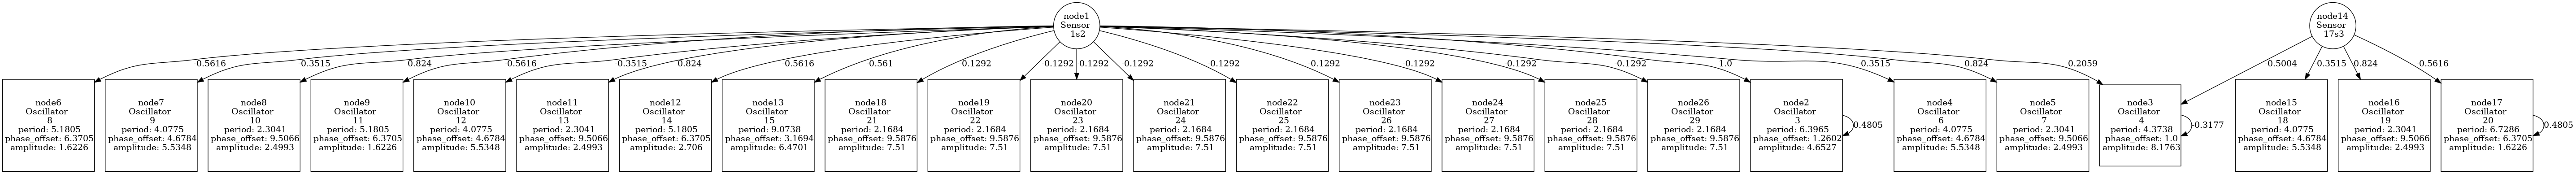 node1
Sensor
1s2
node14
Sensor
17s3
-0.5616
-0.3515
0.824
-0.5616
-0.3515
0.824
-0.5616
-0.561
-0.1292
-0.1292
-0.1292
-0.1292
-0.1292
-0.1292
-0.1292
-0.1292
-0.1292
1.0
-0.3515
0.824
0.2059
-0.5004
-0.3515
0.824
-0.5616
node6
Oscillator
8
period: 5.1805
phase_offset: 6.3705
amplitude: 1.6226
node7
Oscillator
9
period: 4.0775
phase_offset: 4.6784
amplitude: 5.5348
node8
Oscillator
10
period: 2.3041
phase_offset: 9.5066
amplitude: 2.4993
node9
Oscillator
11
period: 5.1805
phase_offset: 6.3705
amplitude: 1.6226
node10
Oscillator
12
period: 4.0775
phase_offset: 4.6784
amplitude: 5.5348
node11
Oscillator
13
period: 2.3041
phase_offset: 9.5066
amplitude: 2.4993
node12
Oscillator
14
period: 5.1805
phase_offset: 6.3705
amplitude: 2.706
node13
Oscillator
15
period: 9.0738
phase_offset: 3.1694
amplitude: 6.4701
node18
Oscillator
21
period: 2.1684
phase_offset: 9.5876
amplitude: 7.51
node19
Oscillator
22
period: 2.1684
phase_offset: 9.5876
amplitude: 7.51
node20
Oscillator
23
period: 2.1684
phase_offset: 9.5876
amplitude: 7.51
node21
Oscillator
24
period: 2.1684
phase_offset: 9.5876
amplitude: 7.51
node22
Oscillator
25
period: 2.1684
phase_offset: 9.5876
amplitude: 7.51
node23
Oscillator
26
period: 2.1684
phase_offset: 9.5876
amplitude: 7.51
node24
Oscillator
27
period: 2.1684
phase_offset: 9.5876
amplitude: 7.51
node25
Oscillator
28
period: 2.1684
phase_offset: 9.5876
amplitude: 7.51
node26
Oscillator
29
period: 2.1684
phase_offset: 9.5876
amplitude: 7.51
node2
Oscillator
3
period: 6.3965
phase_offset: 1.2602
amplitude: 4.6527
0.4805
node4
Oscillator
6
period: 4.0775
phase_offset: 4.6784
amplitude: 5.5348
node5
Oscillator
7
period: 2.3041
phase_offset: 9.5066
amplitude: 2.4993
node3
Oscillator
4
period: 4.3738
phase_offset: 1.0
amplitude: 8.1763
-0.3177
node15
Oscillator
18
period: 4.0775
phase_offset: 4.6784
amplitude: 5.5348
node16
Oscillator
19
period: 2.3041
phase_offset: 9.5066
amplitude: 2.4993
node17
Oscillator
20
period: 6.7286
phase_offset: 6.3705
amplitude: 1.6226
0.4805